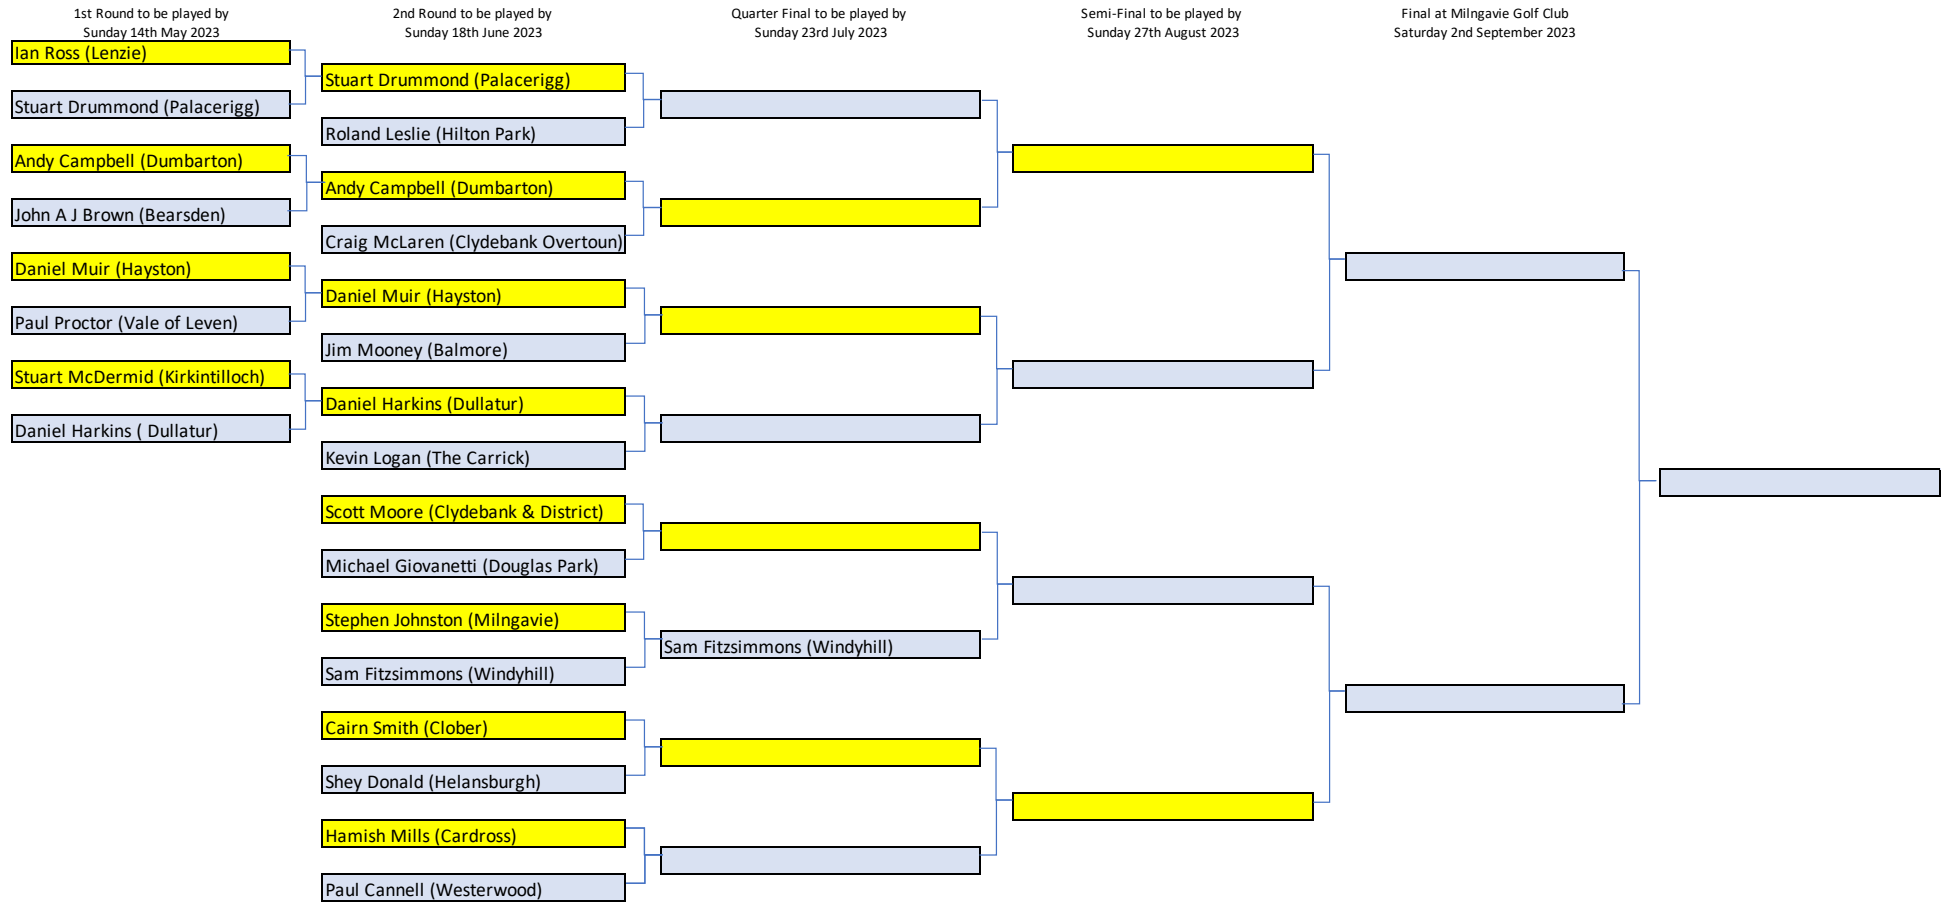 1st Round to be played by
Sunday 14th May 2023
2nd Round to be played by
Sunday 18th June 2023
Quarter Final to be played by
Sunday 23rd July 2023
Semi-Final to be played by
Sunday 27th August 2023
Final at Milngavie Golf Club
Saturday 2nd September 2023
Ian Ross (Lenzie)
Stuart Drummond (Palacerigg)
Andy Campbell (Dumbarton)
John A J Brown (Bearsden)
Daniel Muir (Hayston)
Paul Proctor (Vale of Leven)
Stuart McDermid (Kirkintilloch)
Daniel Harkins ( Dullatur)
Stuart Drummond (Palacerigg)
Roland Leslie (Hilton Park)
Andy Campbell (Dumbarton)
Craig McLaren (Clydebank Overtoun)
Daniel Muir (Hayston)
Jim Mooney (Balmore)
Daniel Harkins (Dullatur)
Kevin Logan (The Carrick)
Scott Moore (Clydebank & District)
Michael Giovanetti (Douglas Park)
Stephen Johnston (Milngavie)
Sam Fitzsimmons (Windyhill)
Cairn Smith (Clober)
Shey Donald (Helansburgh)
Hamish Mills (Cardross)
Paul Cannell (Westerwood)
Sam Fitzsimmons (Windyhill)